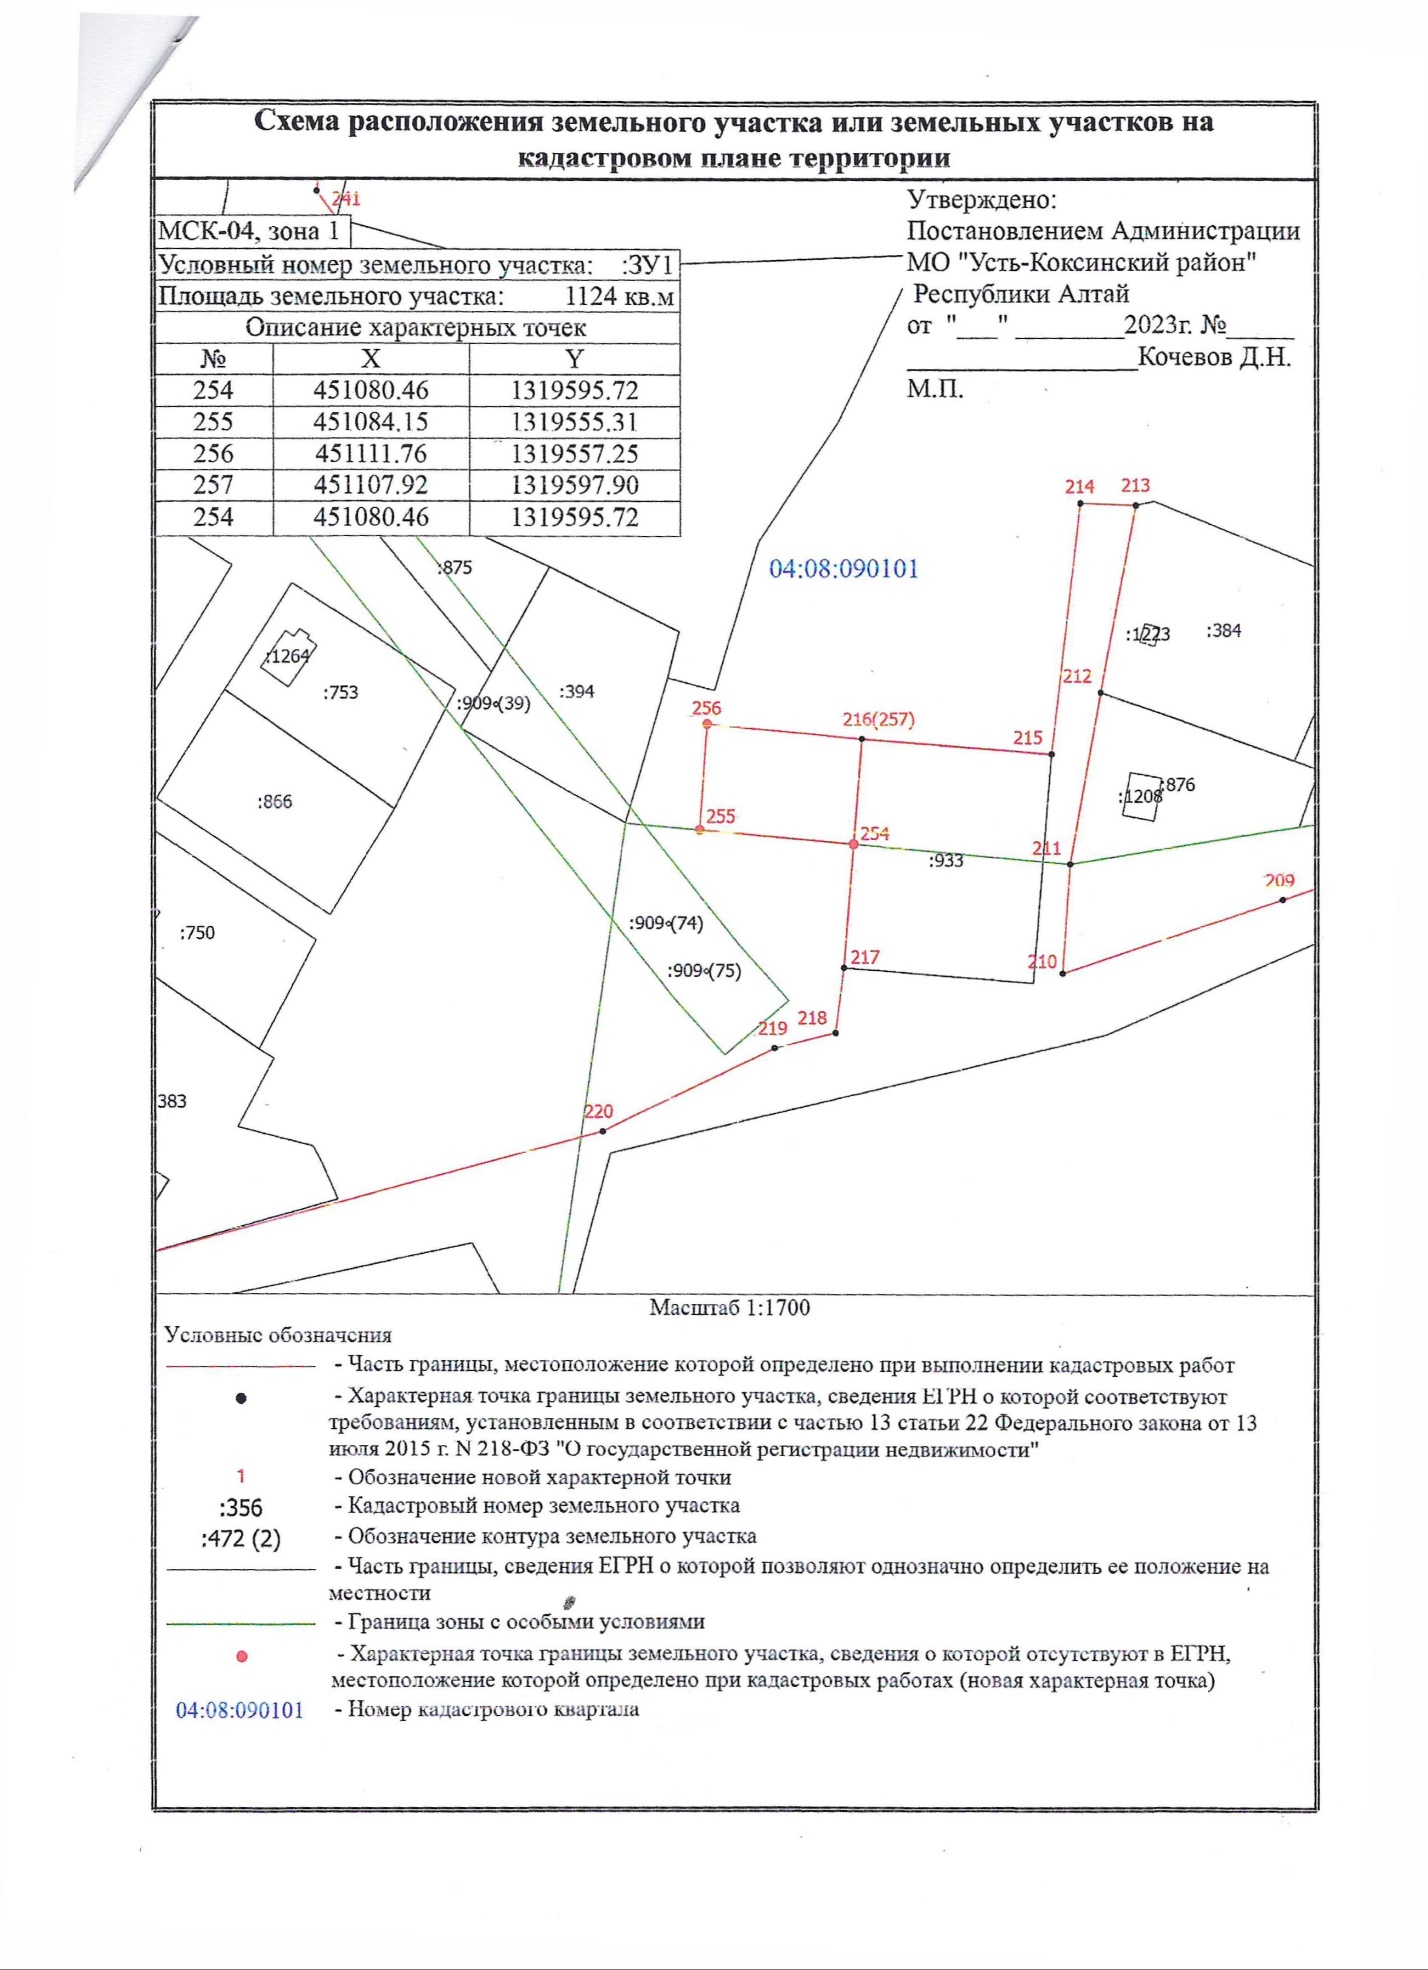 Схема расположения земельного участка или земельных участков на
кадастровом плане территории
241
МСК-04, зона 1
Условный номер земельного участка: :ЗУ1
Площадь земельного участка: 1124 кв.м
Описание характерных точек
№ X Y
254 451080.46 1319595.72
255 451084.15 1319555.31
256 451111.76 1319557.25
257 451107.92 1319597.90
254 451080.46 1319595.72
Утверждено:
Постановлением Администрации
МО "Усть-Коксинский район"
Республики Алтай
от "___" ________2023г. №_____
_________________Кочевов Д.Н.
М.П.
214 213
:875
04:08:090101
:1264
:753
:909 (39)
:394
:1223
:384
212
256
216(257)
215
:866
255
254
:1208
:876
211
:933
209
:750
:909 (74)
:909 (75)
217
210
219
218
383
220
Масштаб 1:1700
Условные обозначения
- Часть границы, местоположение которой определено при выполнении кадастровых работ
- Характерная точка границы земельного участка, сведения ЕГРН о которой соответствуют
требованиям, установленным в соответствии с частью 13 статьи 22 Федерального закона от 13
июля 2015 г. N 218-ФЗ "О государственной регистрации недвижимости"
1 - Обозначение новой характерной точки
:356 - Кадастровый номер земельного участка
:472 (2) - Обозначение контура земельного участка
- Часть границы, сведения ЕГРН о которой позволяют однозначно определить ее положение на
местности
- Граница зоны с особыми условиями
- Характерная точка границы земельного участка, сведения о которой отсутствуют в ЕГРН,
местоположение которой определено при кадастровых работах (новая характерная точка)
04:08:090101 - Номер кадастрового квартала